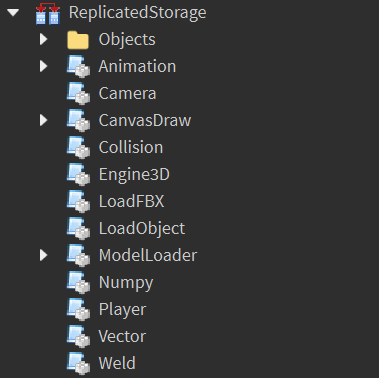 ReplicatedStorage
Objects
Animation
Camera
CanvasDraw
Collision
Engine3D
LoadFBX
LoadObject
ModelLoader
Numpy
Player
Vector
Weld